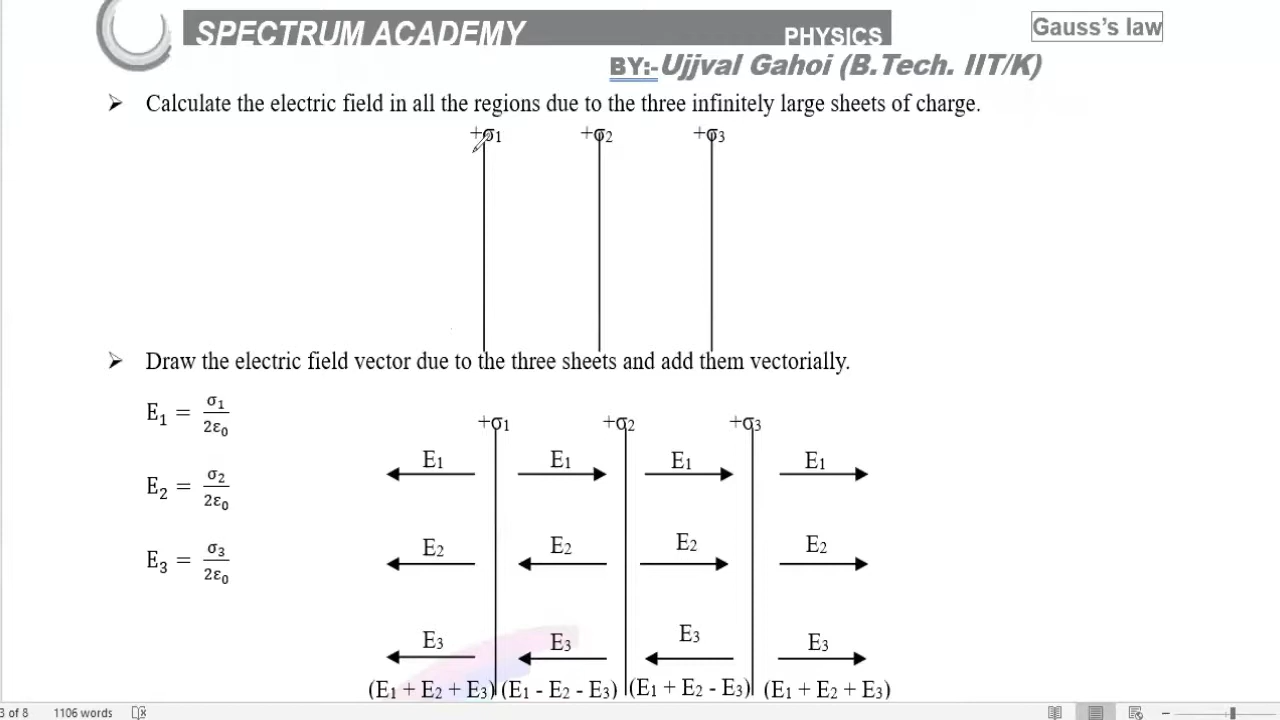 SPECTRUM ACADEMY PHYSICS
Gauss's law
BY:-Ujjval Gahoi (B.Tech. IIT/K)
➢ Calculate the electric field in all the regions due to the three infinitely large sheets of charge.
+σ1 +σ2 +σ3
➢ Draw the electric field vector due to the three sheets and add them vectorially.
E₁ = σ₁/2ε₀
E₂ = σ₂/2ε₀
E₃ = σ₃/2ε₀
+σ1 +σ2 +σ3
E1 E1 E1 E1
E2 E2 E2 E2
E3 E3 E3 E3
(E1 + E2 + E3) (E1 - E2 - E3) (E1 + E2 - E3) (E1 + E2 + E3)
3 of 8 1106 words